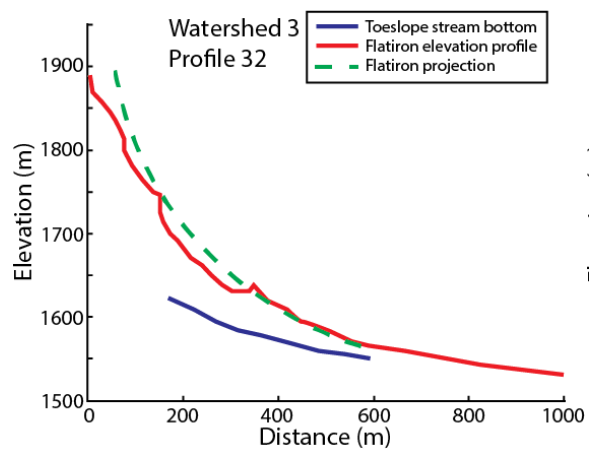 Watershed 3
Profile 32
Toeslope stream bottom
Flatiron elevation profile
Flatiron projection
Elevation (m)
1900
1800
1700
1600
1500
0 200 400 600 800 1000
Distance (m)